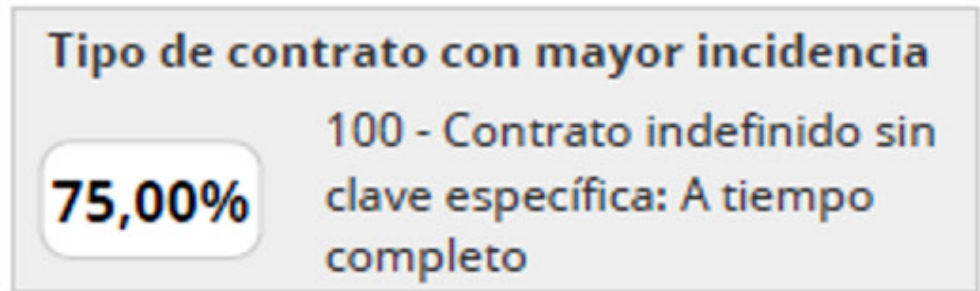 Tipo de contrato con mayor incidencia
75,00%
100 - Contrato indefinido sin
clave específica: A tiempo
completo